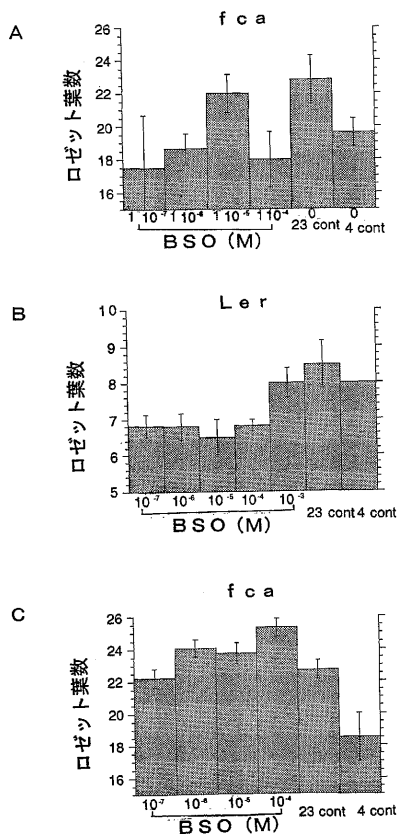 A
fca
ロゼット葉数
26
24
22
20
18
16
1 10⁻⁷ 1 10⁻⁶ 1 10⁻⁵ 1 10⁻⁴ 0 0
BSO (M) 23 cont 4 cont
B
Ler
ロゼット葉数
10
9
8
7
6
5
10⁻⁷ 10⁻⁶ 10⁻⁵ 10⁻⁴ 10⁻³
BSO (M) 23 cont 4 cont
C
fca
ロゼット葉数
26
24
22
20
18
16
10⁻⁷ 10⁻⁶ 10⁻⁵ 10⁻⁴ 23 cont 4 cont
BSO (M)